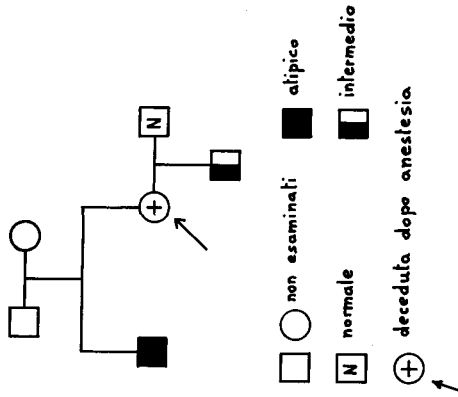 N
non esaminati
atipico
N normale
intermedio
deceduta dopo anestesia